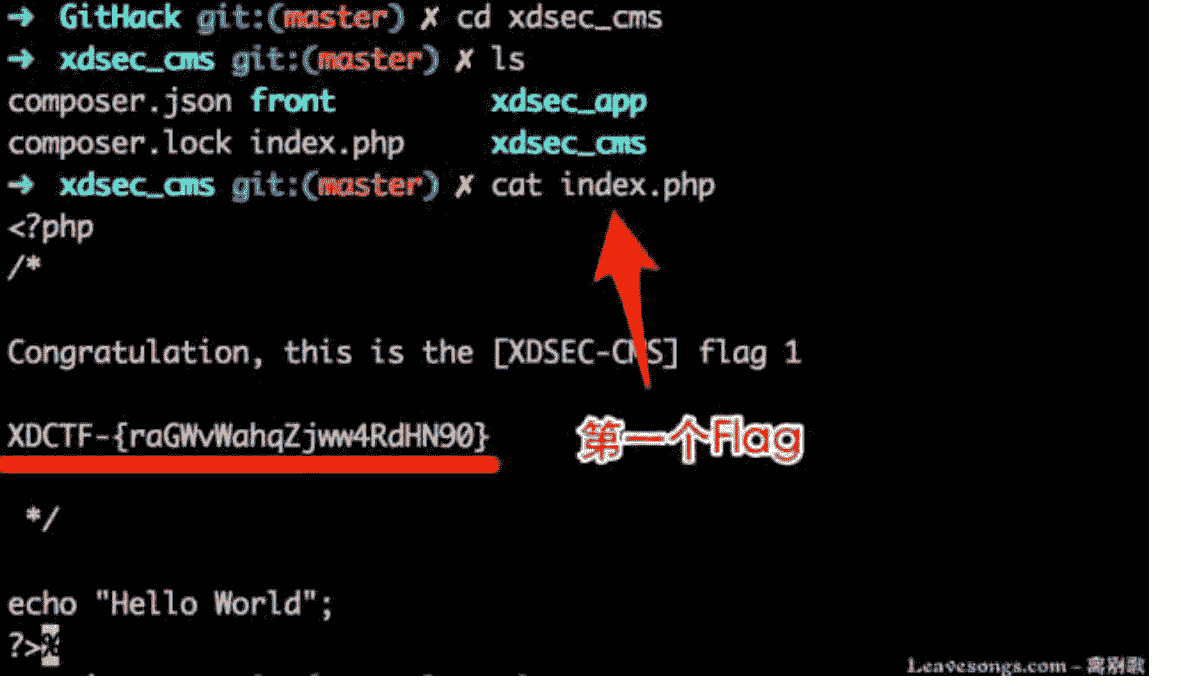 ➜ GitHack git:(master) ✗ cd xdsec_cms
➜ xdsec_cms git:(master) ✗ ls
composer.json front xdsec_app
composer.lock index.php xdsec_cms
➜ xdsec_cms git:(master) ✗ cat index.php
<?php
/*
Congratulation, this is the [XDSEC-CMS] flag 1
XDCTF-{raGWvWahqZjww4RdHN90}
第一个Flag
*/
echo "Hello World";
?>%
Leavesongs.com - 离别歌